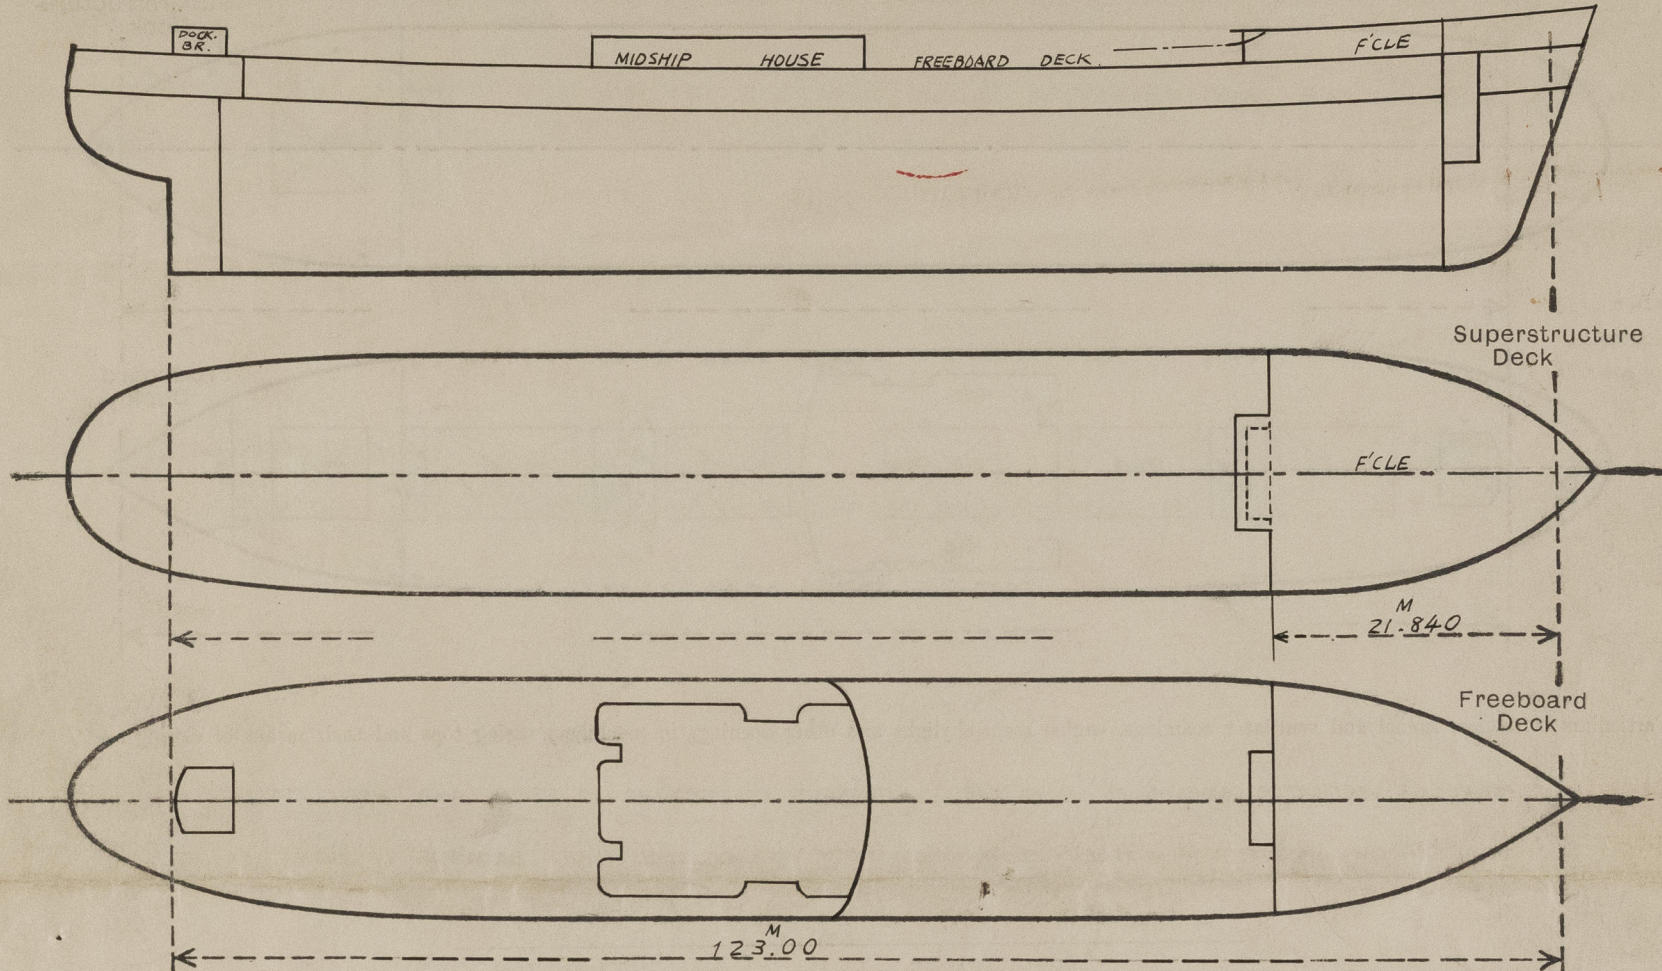 DOCK.
BR.
MIDSHIP HOUSE FREEBOARD DECK.
F'CLE
Superstructure
Deck
F'CLE
M
21.840
Freeboard
Deck
M
123.00